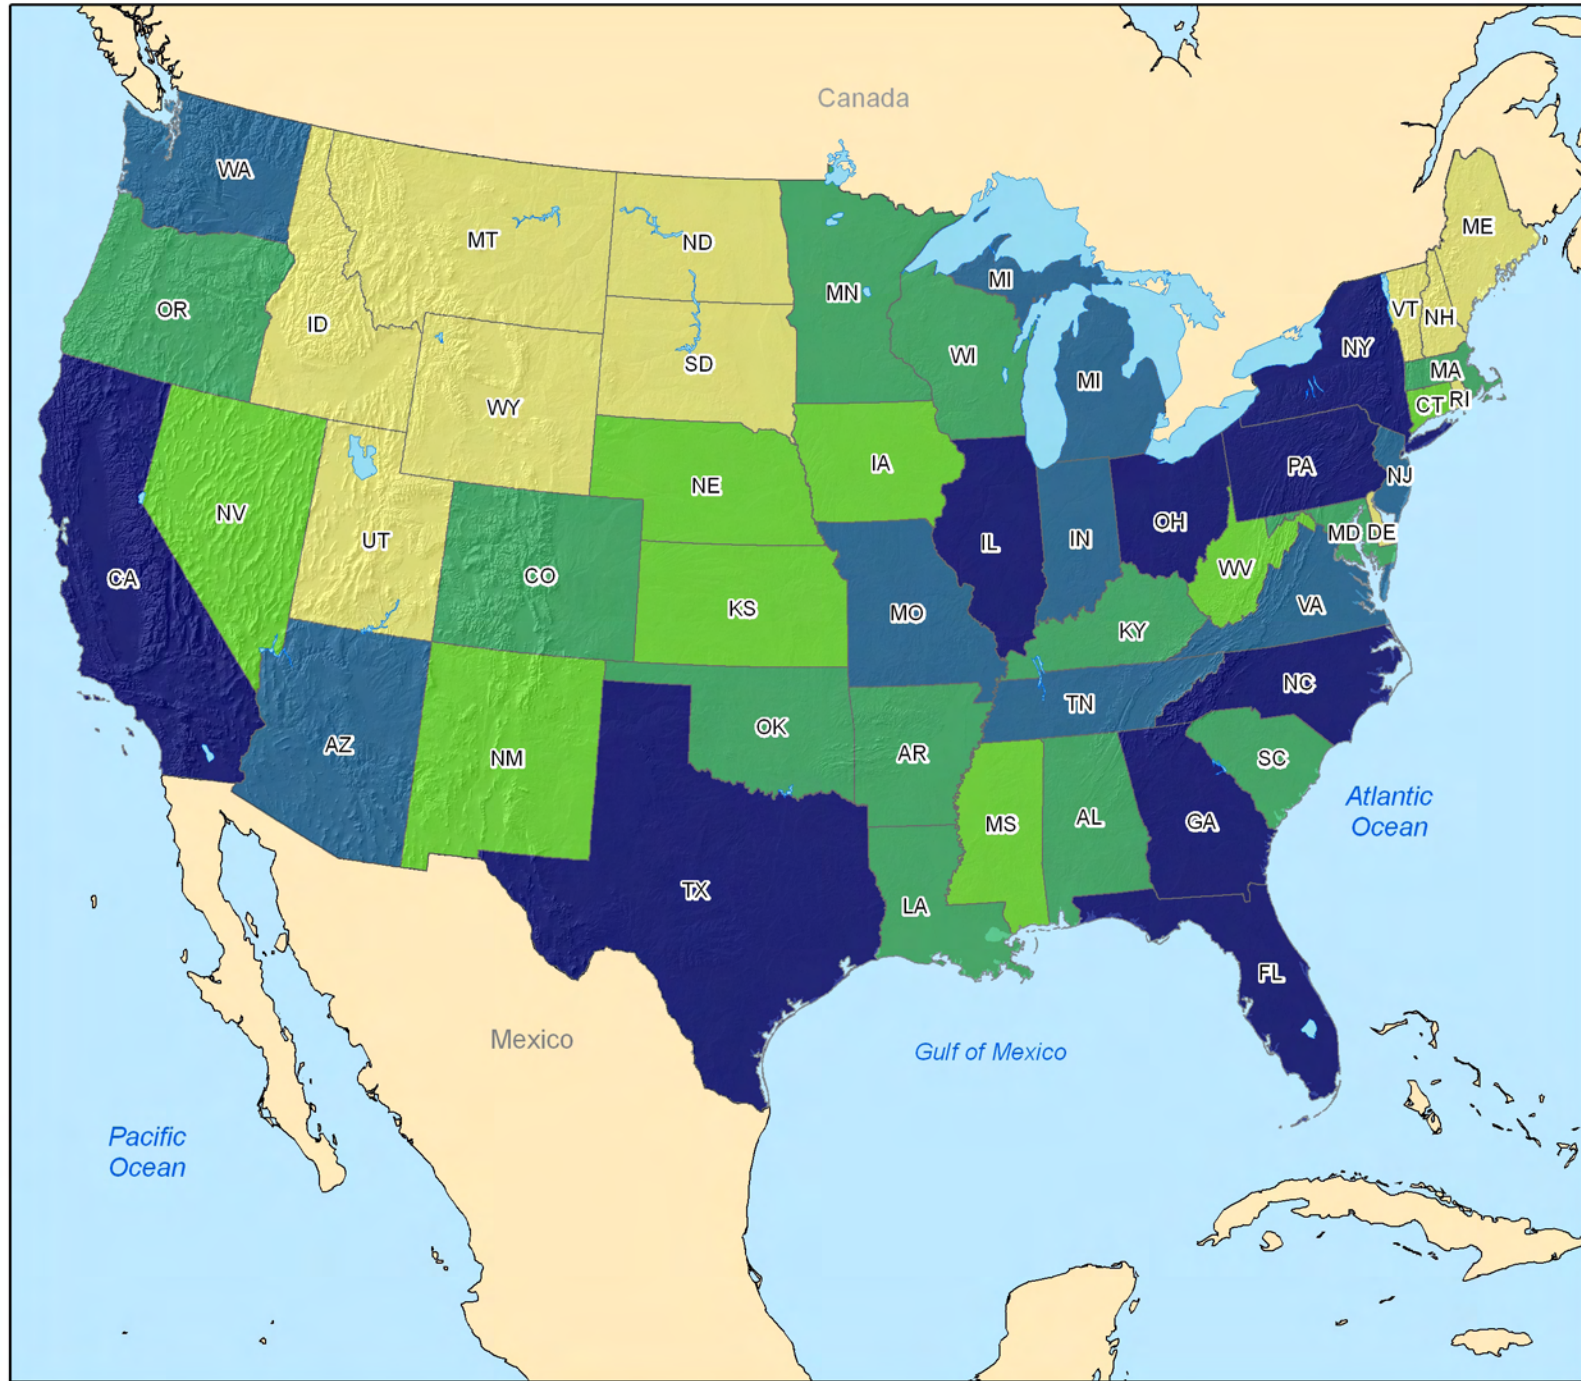 Canada
WA
MT
ND
MN
MI
ME
OR
ID
SD
WI
MI
NY
VT
NH
MA
CT
RI
WY
NE
IA
PA
NJ
NV
UT
CO
IL
IN
OH
MD
DE
WV
CA
KS
MO
KY
VA
AZ
NM
OK
AR
TN
NC
SC
MS
AL
GA
TX
LA
FL
Atlantic
Ocean
Mexico
Gulf of Mexico
Pacific
Ocean